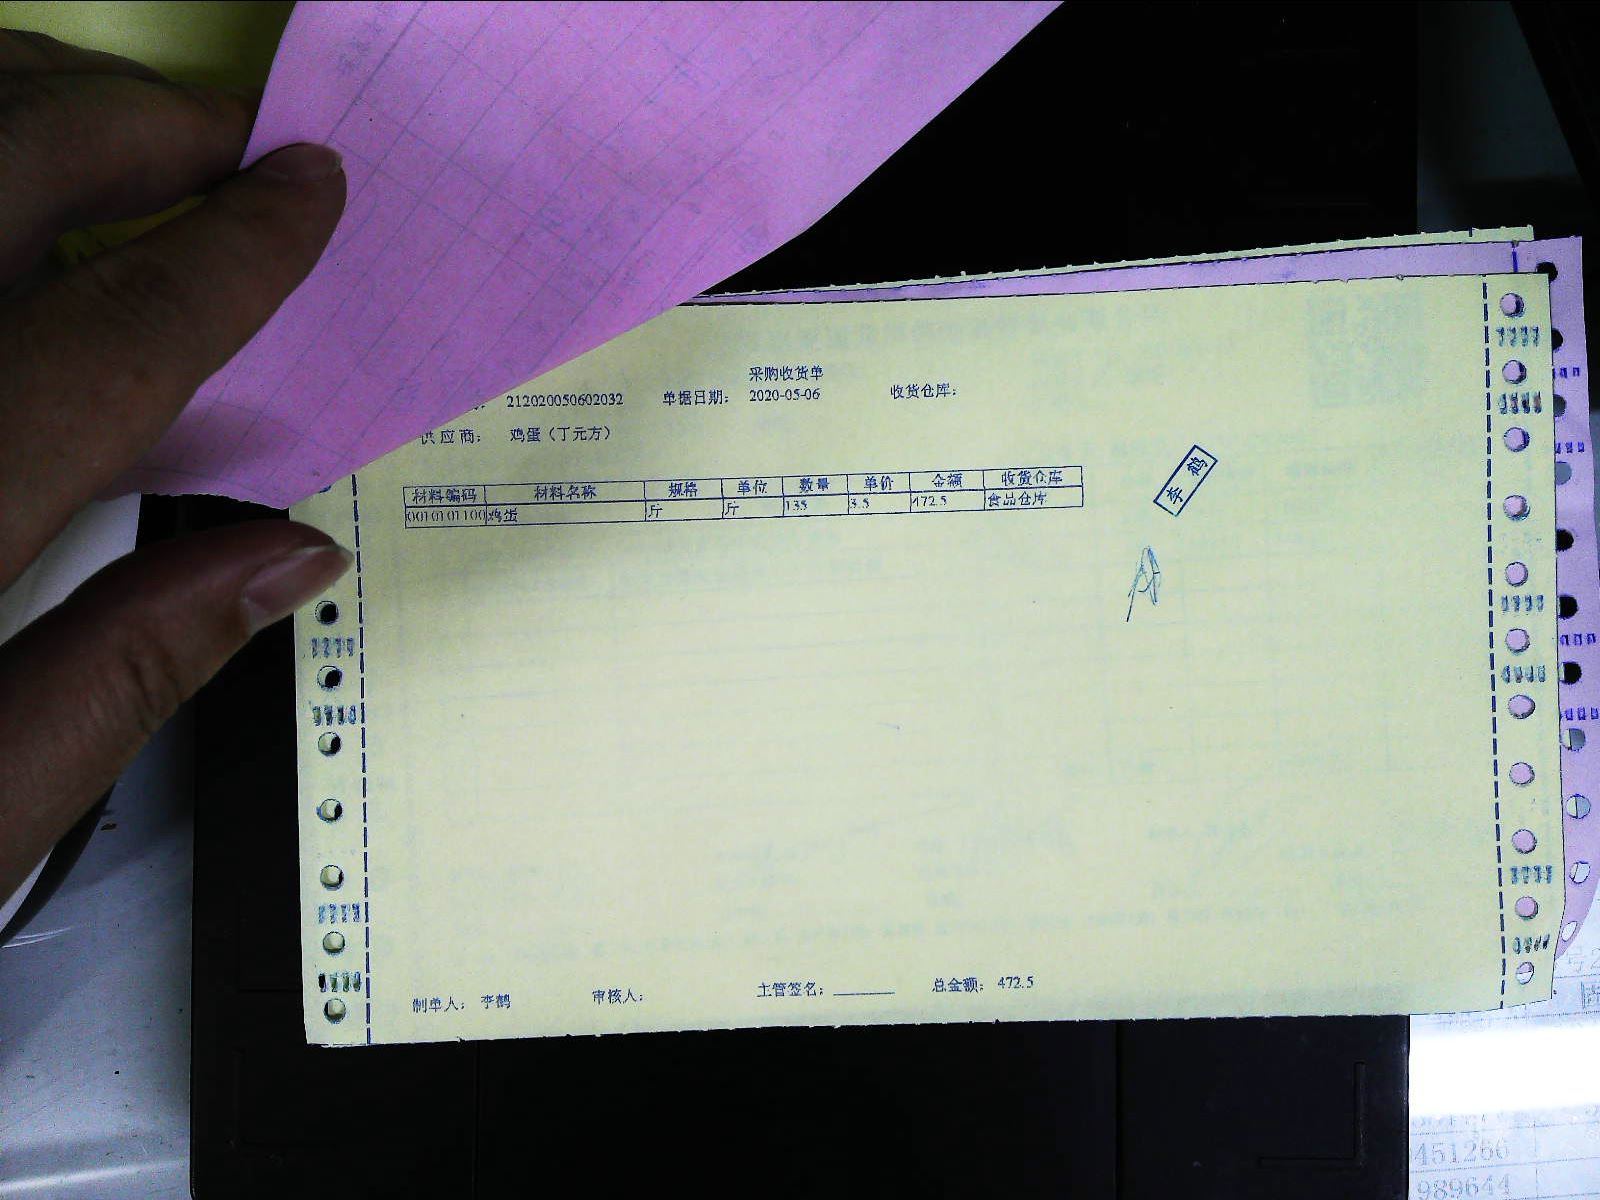 采购收货单
212020050602032 单据日期： 2020-05-06 收货仓库：
供应商： 鸡蛋（丁元方）
材料编码 材料名称 规格 单位 数量 单价 金额 收货仓库
0010101100 鸡蛋 斤 斤 135 3.5 472.5 食品仓库
李鹤
制单人： 李鹤 审核人： 主管签名：______ 总金额： 472.5
451266
989644